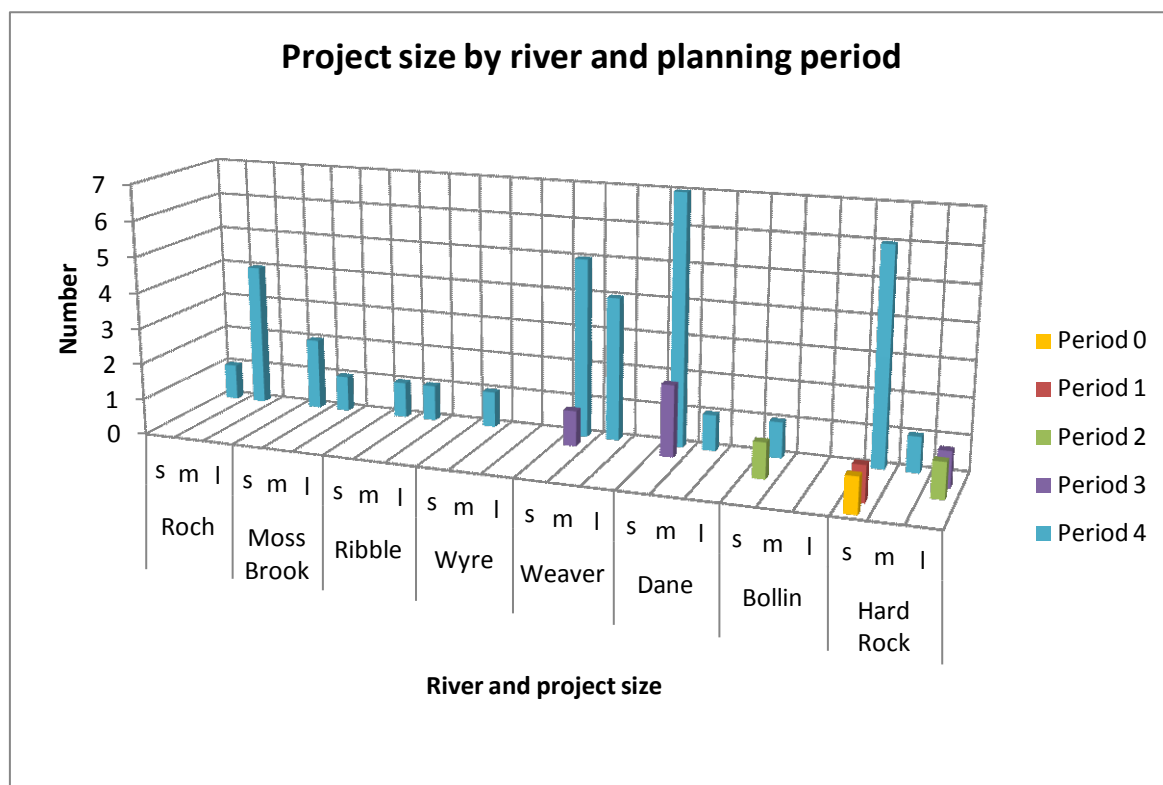 Project size by river and planning period
Number
7
6
5
4
3
2
1
0
s m l
Roch
s m l
Moss
Brook
s m l
Ribble
s m l
Wyre
s m l
Weaver
s m l
Dane
s m l
Bollin
s m l
Hard
Rock
River and project size
Period 0
Period 1
Period 2
Period 3
Period 4